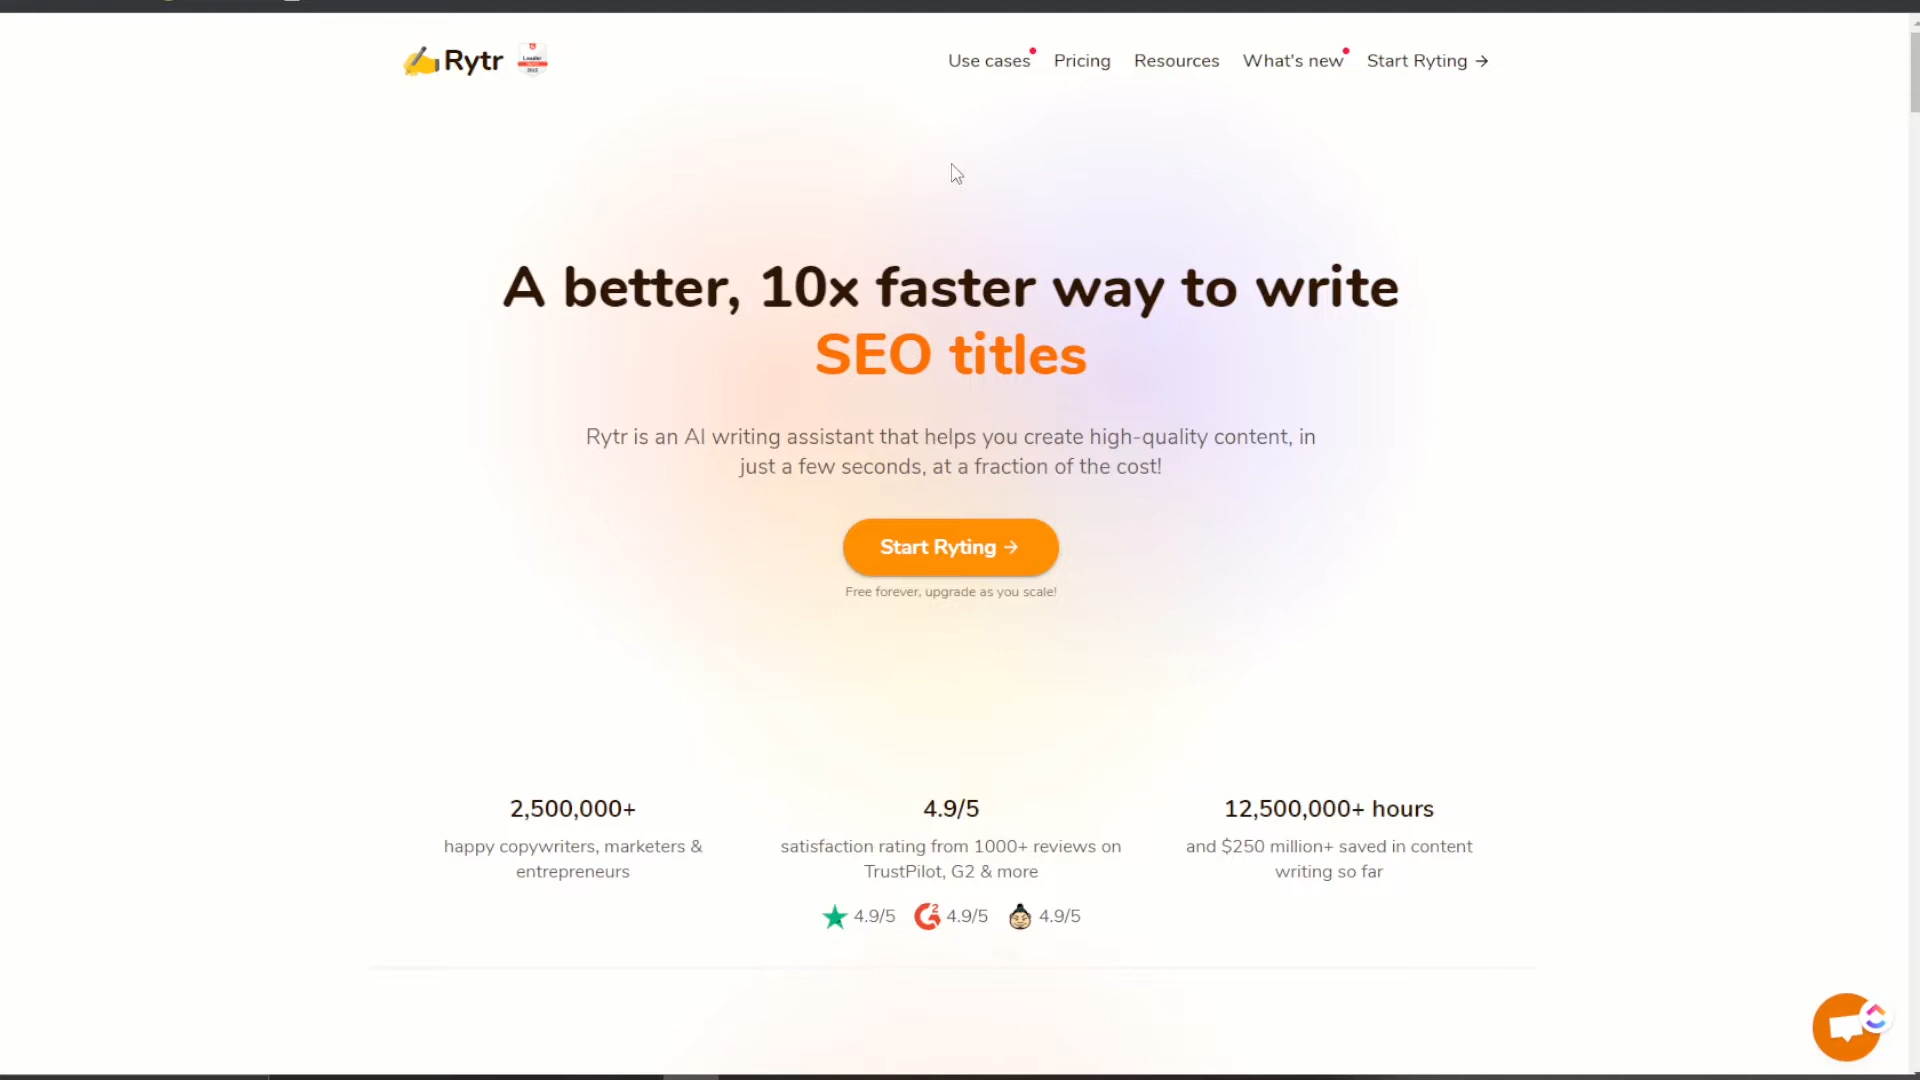 Rytr
Leader
2022
Use cases
Pricing
Resources
What's new
Start Ryting →
A better, 10x faster way to write
SEO titles
Rytr is an AI writing assistant that helps you create high-quality content, in
just a few seconds, at a fraction of the cost!
Start Ryting →
Free forever, upgrade as you scale!
2,500,000+
happy copywriters, marketers &
entrepreneurs
4.9/5
satisfaction rating from 1000+ reviews on
TrustPilot, G2 & more
4.9/5
4.9/5
4.9/5
12,500,000+ hours
and $250 million+ saved in content
writing so far